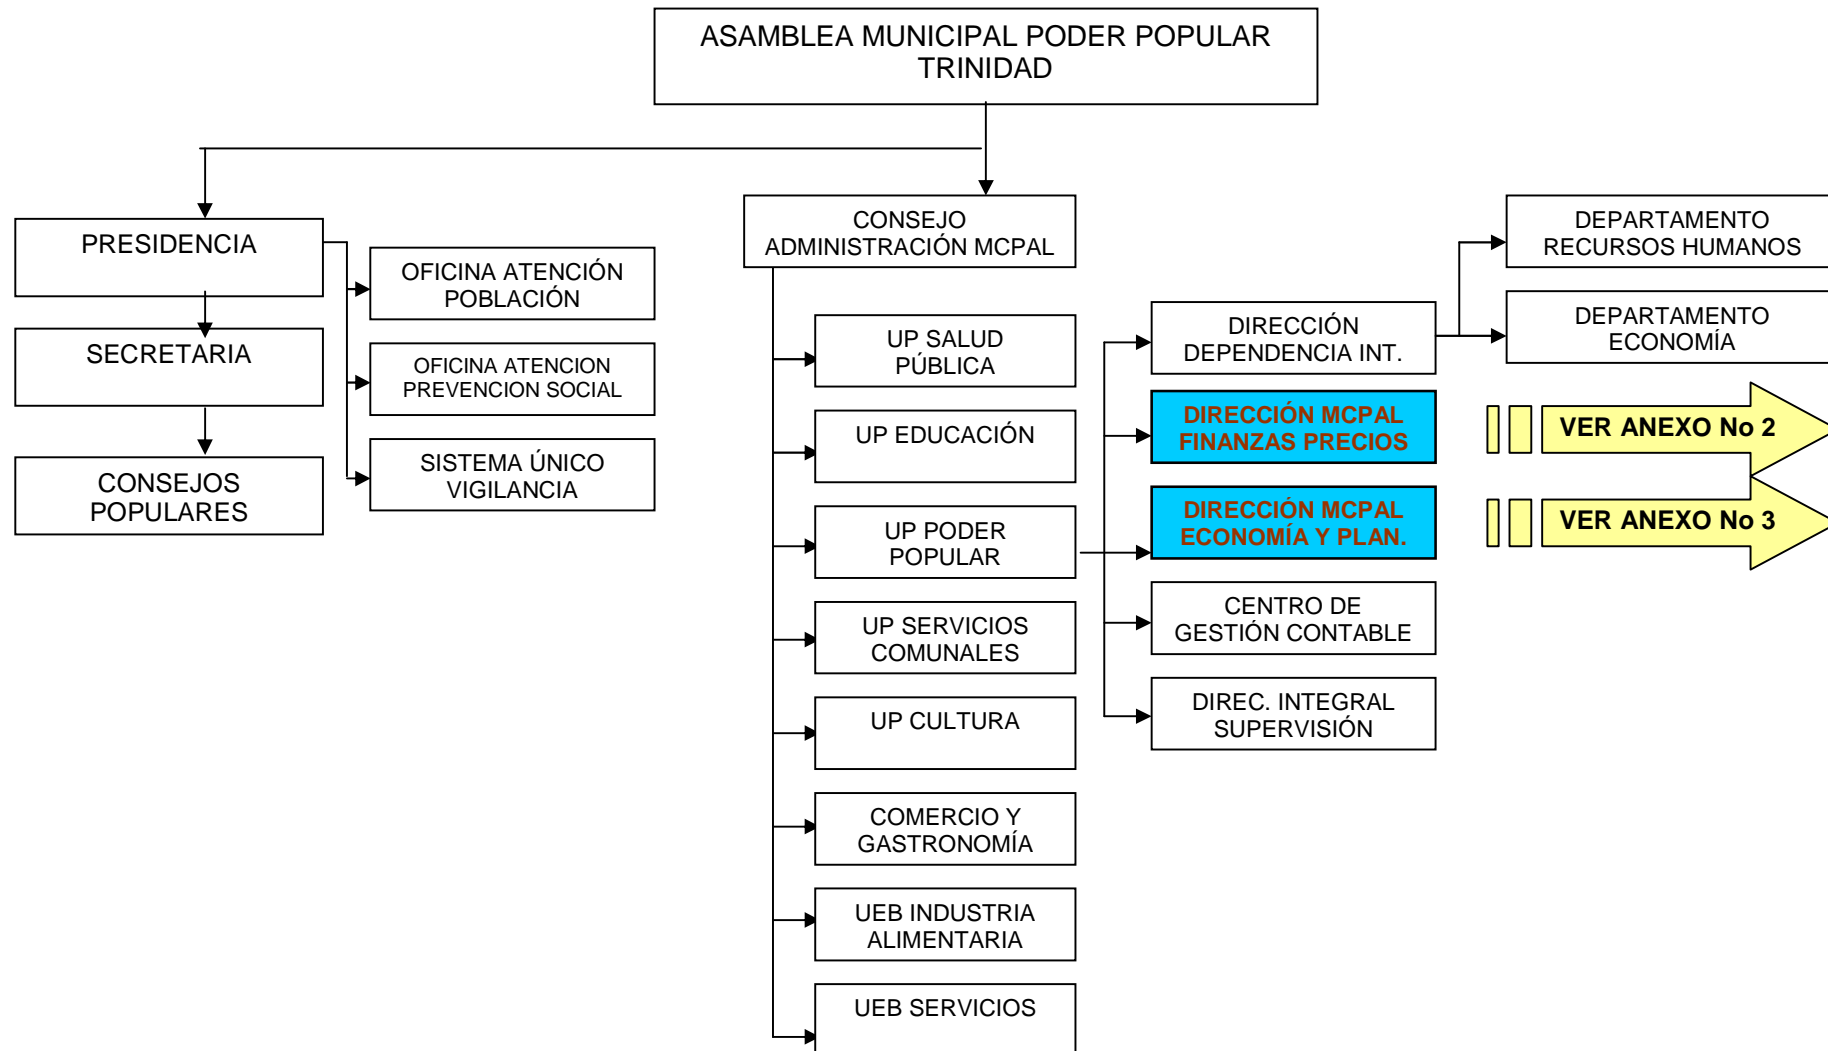 ASAMBLEA MUNICIPAL PODER POPULAR
TRINIDAD
PRESIDENCIA
SECRETARIA
CONSEJOS
POPULARES
OFICINA ATENCIÓN
POBLACIÓN
OFICINA ATENCION
PREVENCION SOCIAL
SISTEMA ÚNICO
VIGILANCIA
CONSEJO
ADMINISTRACIÓN MCPAL
UP SALUD
PÚBLICA
UP EDUCACIÓN
UP PODER
POPULAR
UP SERVICIOS
COMUNALES
UP CULTURA
COMERCIO Y
GASTRONOMÍA
UEB INDUSTRIA
ALIMENTARIA
UEB SERVICIOS
DIRECCIÓN
DEPENDENCIA INT.
DIRECCIÓN MCPAL
FINANZAS PRECIOS
DIRECCIÓN MCPAL
ECONOMÍA Y PLAN.
CENTRO DE
GESTIÓN CONTABLE
DIREC. INTEGRAL
SUPERVISIÓN
DEPARTAMENTO
RECURSOS HUMANOS
DEPARTAMENTO
ECONOMÍA
VER ANEXO No 2
VER ANEXO No 3